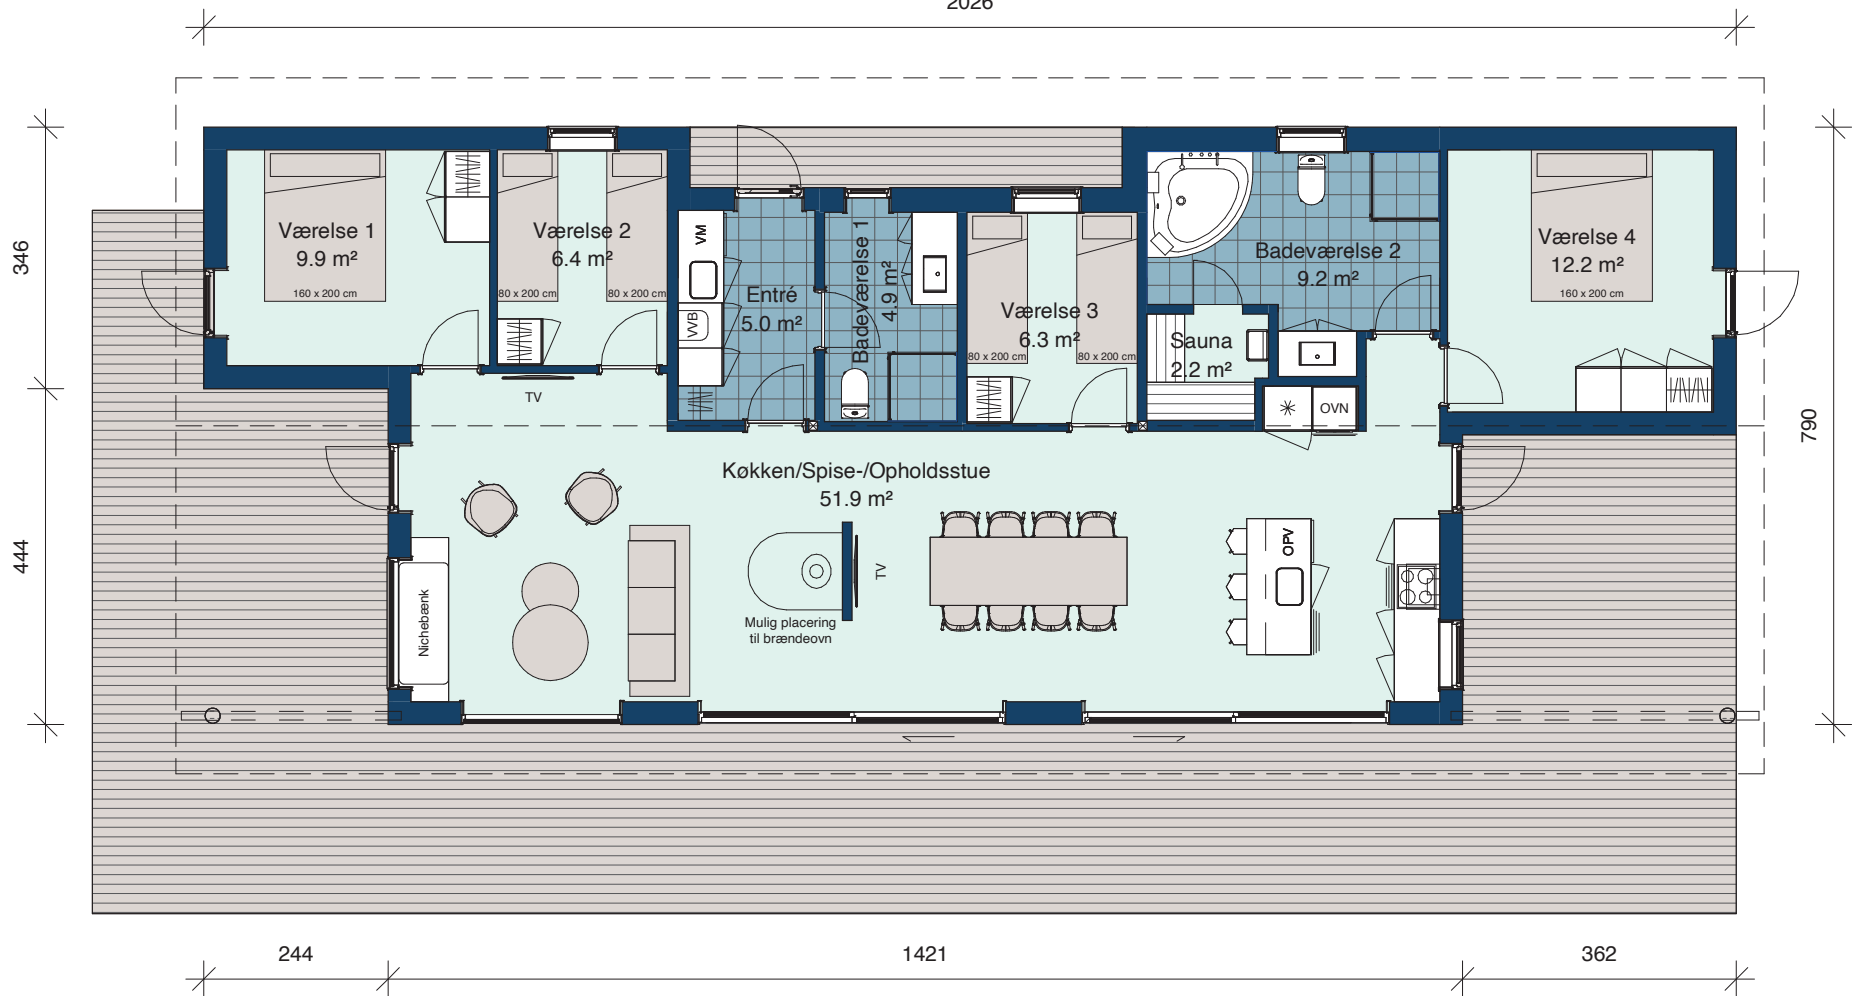 2026
346
444
790
Værelse 1
9.9 m²
160 x 200 cm
Værelse 2
6.4 m²
80 x 200 cm
80 x 200 cm
VM
VVB
Entré
5.0 m²
Badeværelse 1
4.9 m²
Værelse 3
6.3 m²
80 x 200 cm
80 x 200 cm
Badeværelse 2
9.2 m²
Sauna
2.2 m²
Værelse 4
12.2 m²
160 x 200 cm
TV
OVN
Køkken/Spise-/Opholdsstue
51.9 m²
Nichebænk
TV
Mulig placering
til brændeovn
OPV
244
1421
362